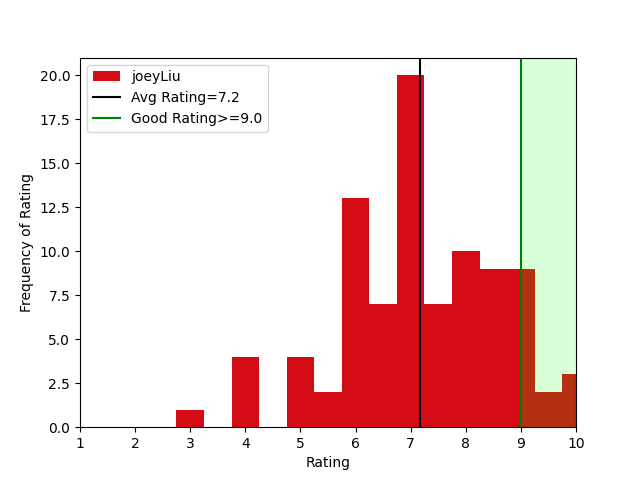 joeyLiu
Avg Rating=7.2
Good Rating>=9.0
20.0
17.5
15.0
12.5
10.0
7.5
5.0
2.5
0.0
Frequency of Rating
1 2 3 4 5 6 7 8 9 10
Rating